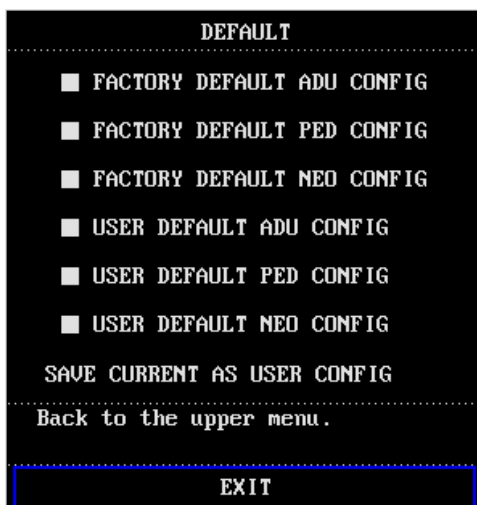 DEFAULT
FACTORY DEFAULT ADU CONFIG
FACTORY DEFAULT PED CONFIG
FACTORY DEFAULT NEO CONFIG
USER DEFAULT ADU CONFIG
USER DEFAULT PED CONFIG
USER DEFAULT NEO CONFIG
SAVE CURRENT AS USER CONFIG
Back to the upper menu.
EXIT